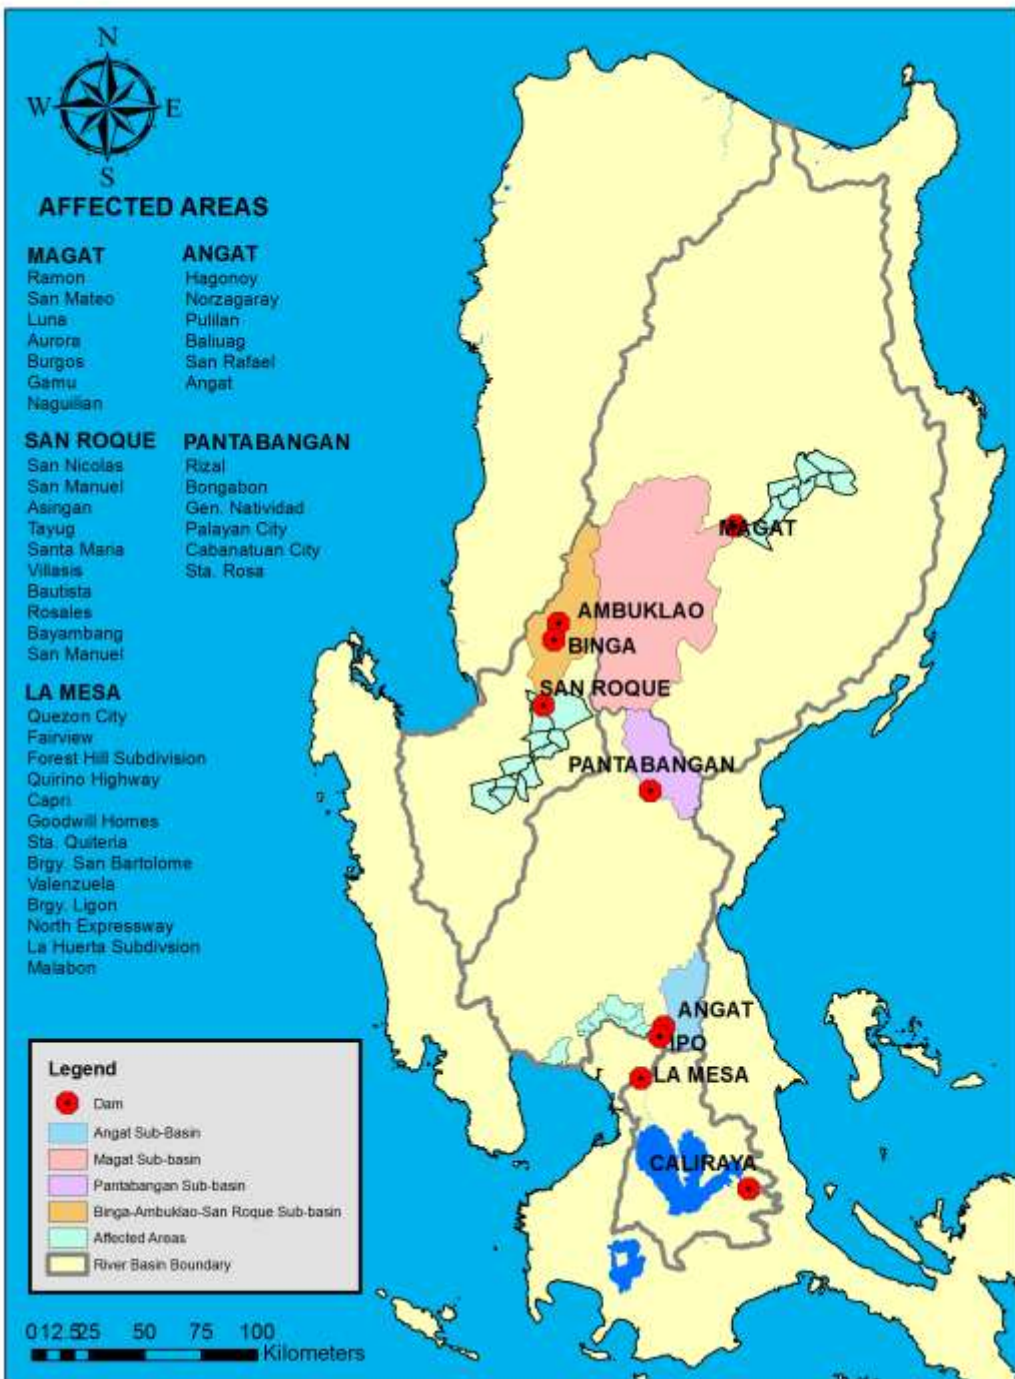 N
W E
S
AFFECTED AREAS
MAGAT
Ramon
San Mateo
Luna
Aurora
Burgos
Gamu
Naguilian
ANGAT
Hagonoy
Norzagaray
Pulilan
Baliuag
San Rafael
Angat
SAN ROQUE
San Nicolas
San Manuel
Asingan
Tayug
Santa Maria
Villasis
Bautista
Rosales
Bayambang
San Manuel
PANTABANGAN
Rizal
Bongabon
Gen. Natividad
Palayan City
Cabanatuan City
Sta. Rosa
LA MESA
Quezon City
Fairview
Forest Hill Subdivision
Quirino Highway
Capri
Goodwill Homes
Sta. Quiteria
Brgy. San Bartolome
Valenzuela
Brgy. Ligon
North Expressway
La Huerta Subdivsion
Malabon
MAGAT
AMBUKLAO
BINGA
SAN ROQUE
PANTABANGAN
ANGAT
IPO
LA MESA
CALIRAYA
Legend
Dam
Angat Sub-Basin
Magat Sub-basin
Pantabangan Sub-basin
Binga-Ambuklao-San Roque Sub-basin
Affected Areas
River Basin Boundary
0 12.5 25 50 75 100
Kilometers